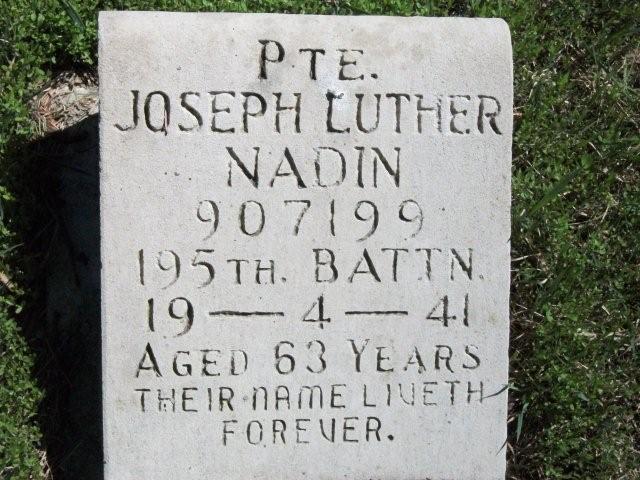 PTE.
JOSEPH LUTHER
NADIN
907199
195TH. BATTN.
19 — 4 — 41
AGED 63 YEARS
THEIR NAME LIVETH
FOREVER.